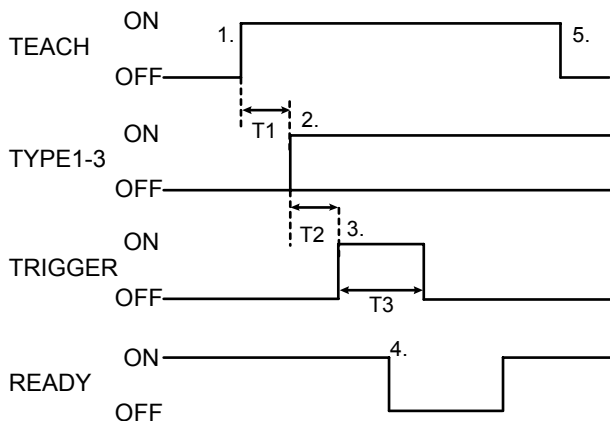 ON
1.
5.
TEACH
OFF
T1
2.
ON
TYPE1-3
OFF
T2
3.
ON
TRIGGER
OFF
T3
ON
4.
READY
OFF